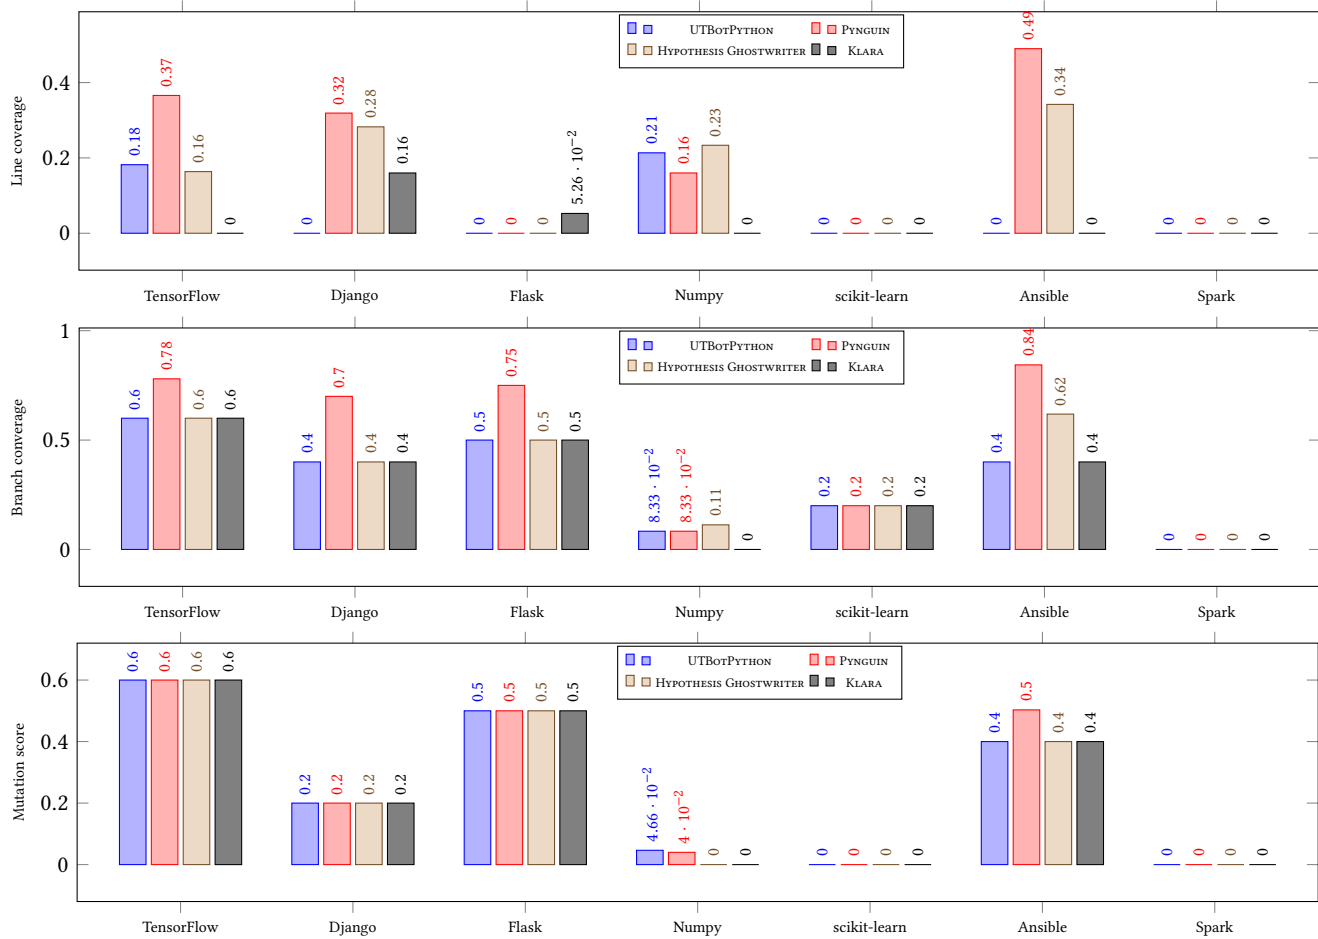 Line coverage
0.4
0.2
0
UTBotPython
Pynguin
Hypothesis Ghostwriter
Klara
0.18
0.37
0.16
0
0
0.32
0.28
0.16
0
0
0
5.26 · 10⁻²
0.21
0.16
0.23
0
0
0
0
0
0
0.49
0.34
0
0
0
0
0
TensorFlow
Django
Flask
Numpy
scikit-learn
Ansible
Spark
Branch converage
1
0.5
0
UTBotPython
Pynguin
Hypothesis Ghostwriter
Klara
0.6
0.78
0.6
0.6
0.4
0.7
0.4
0.4
0.5
0.75
0.5
0.5
8.33 · 10⁻²
8.33 · 10⁻²
0.11
0
0.2
0.2
0.2
0.2
0.4
0.84
0.62
0.4
0
0
0
0
TensorFlow
Django
Flask
Numpy
scikit-learn
Ansible
Spark
Mutation score
0.6
0.4
0.2
0
UTBotPython
Pynguin
Hypothesis Ghostwriter
Klara
0.6
0.6
0.6
0.6
0.2
0.2
0.2
0.2
0.5
0.5
0.5
0.5
4.66 · 10⁻²
4 · 10⁻²
0
0
0
0
0
0
0.4
0.5
0.4
0.4
0
0
0
0
TensorFlow
Django
Flask
Numpy
scikit-learn
Ansible
Spark